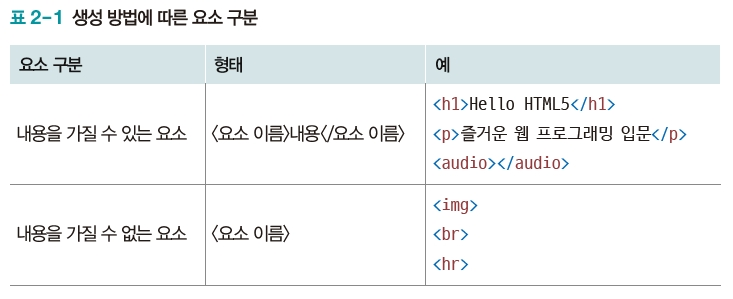 표 2-1 생성 방법에 따른 요소 구분
요소 구분 형태 예
내용을 가질 수 있는 요소 <요소 이름>내용</요소 이름> <h1>Hello HTML5</h1>
<p>즐거운 웹 프로그래밍 입문</p>
<audio></audio>
내용을 가질 수 없는 요소 <요소 이름> <img>
<br>
<hr>